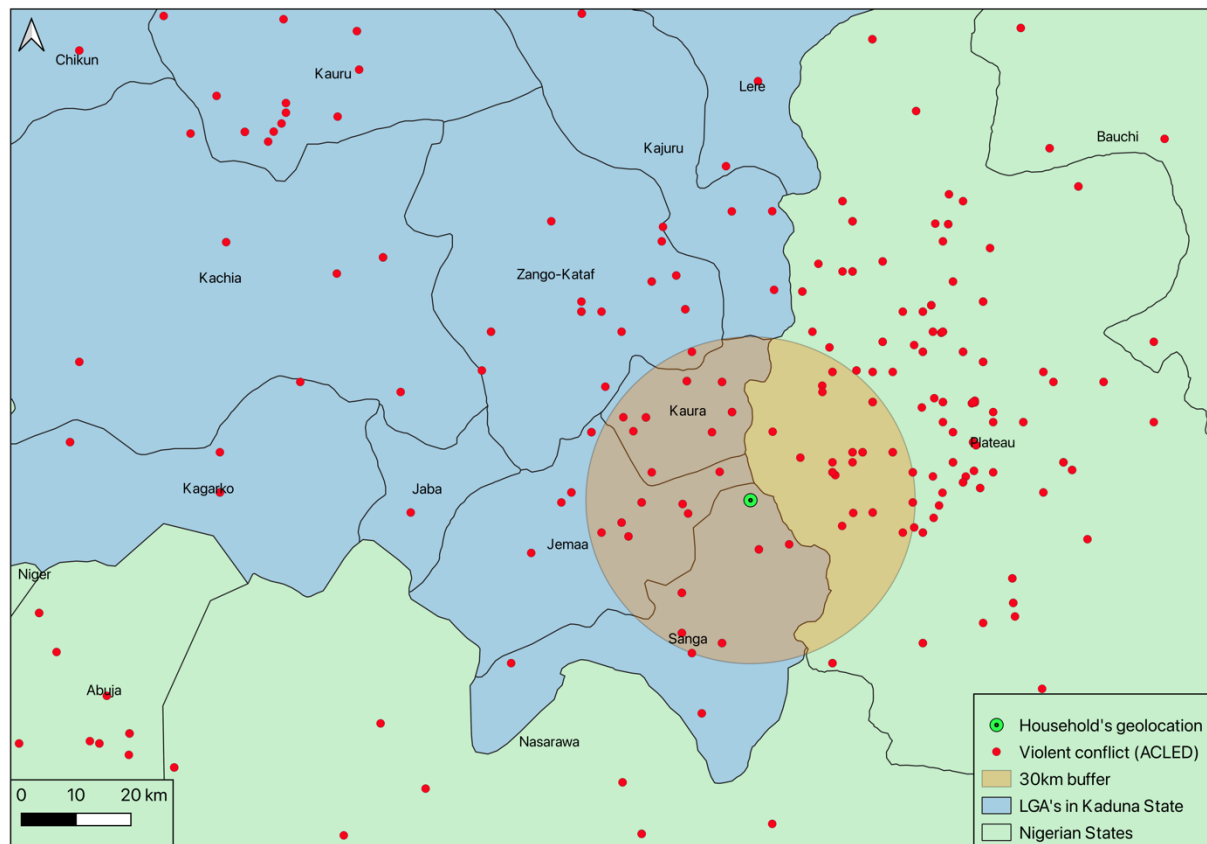 Chikun
Kauru
Lere
Bauchi
Kajuru
Kachia
Zango-Kataf
Kaura
Plateau
Kagarko
Jaba
Jemaa
Niger
Sanga
Abuja
Nasarawa
Household's geolocation
Violent conflict (ACLED)
30km buffer
LGA's in Kaduna State
Nigerian States
0 10 20 km